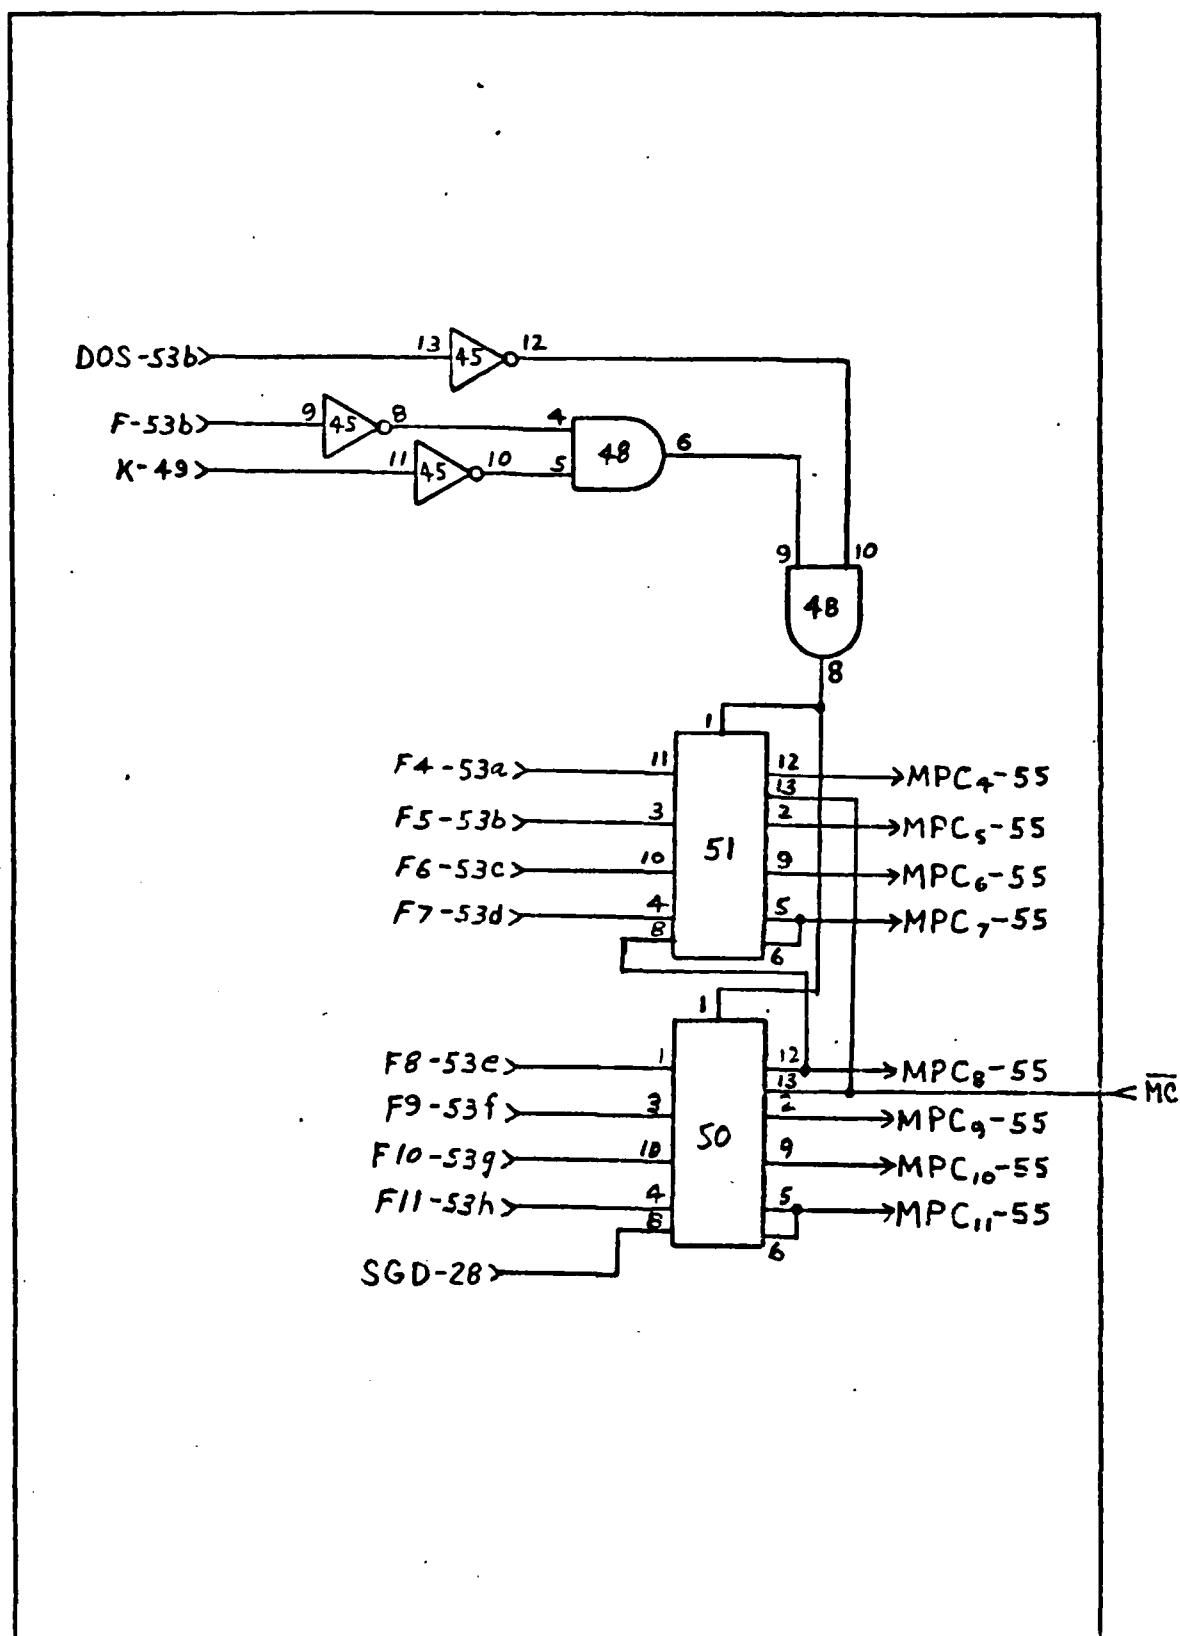 DOS-53b 13 45 12
F-53b 9 45 8 4
K-49 11 45 10 5 48 6
9 10
48
8
1
F4-53a 11 12 MPC4-55
13
F5-53b 3 2 MPC5-55
51
F6-53c 10 9 MPC6-55
F7-53d 4 5 MPC7-55
8 6
1
F8-53e 1 12 MPC8-55
13 MC
F9-53f 3 2 MPC9-55
50
F10-53g 10 9 MPC10-55
F11-53h 4 5 MPC11-55
8 6
SGD-28